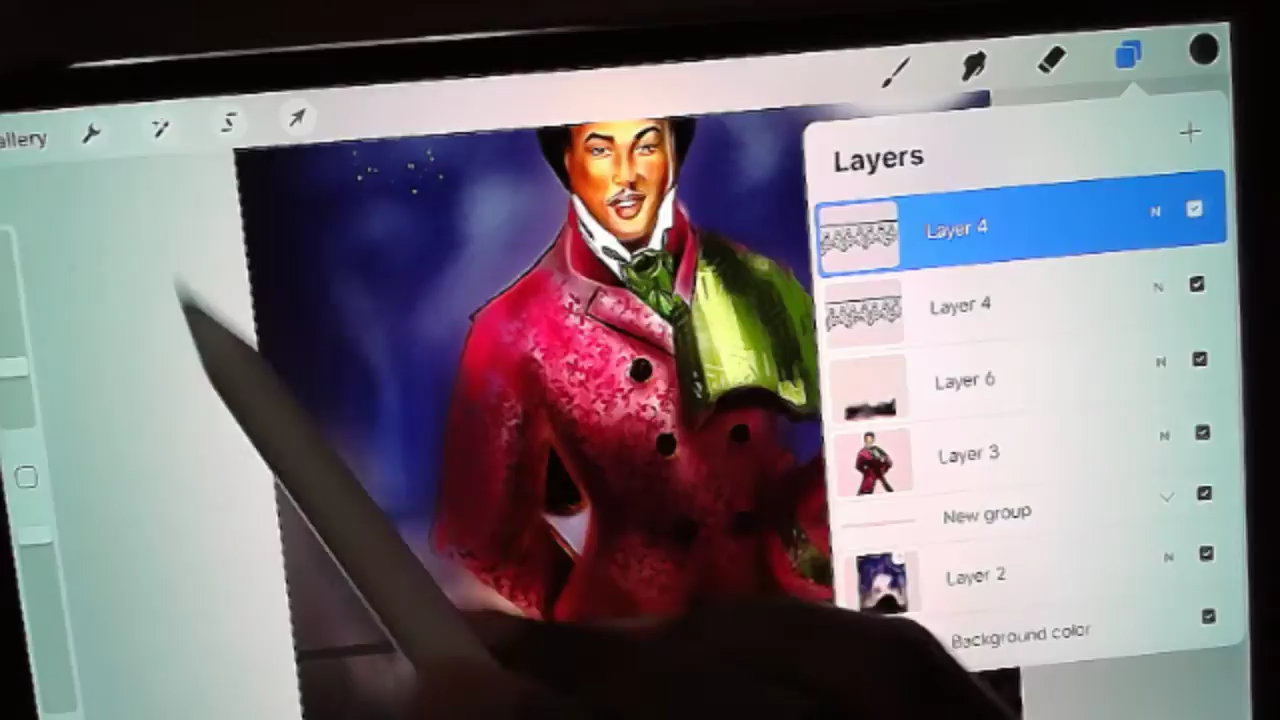 allery
Layers
Layer 4
N
Layer 4
N
Layer 6
N
Layer 3
N
New group
Layer 2
N
Background color